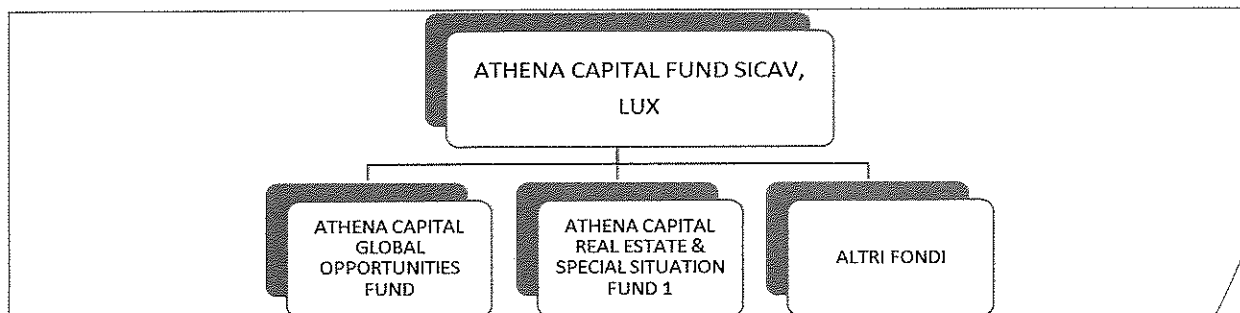 ATHENA CAPITAL FUND SICAV,
LUX
ATHENA CAPITAL
GLOBAL
OPPORTUNITIES
FUND
ATHENA CAPITAL
REAL ESTATE &
SPECIAL SITUATION
FUND 1
ALTRI FONDI